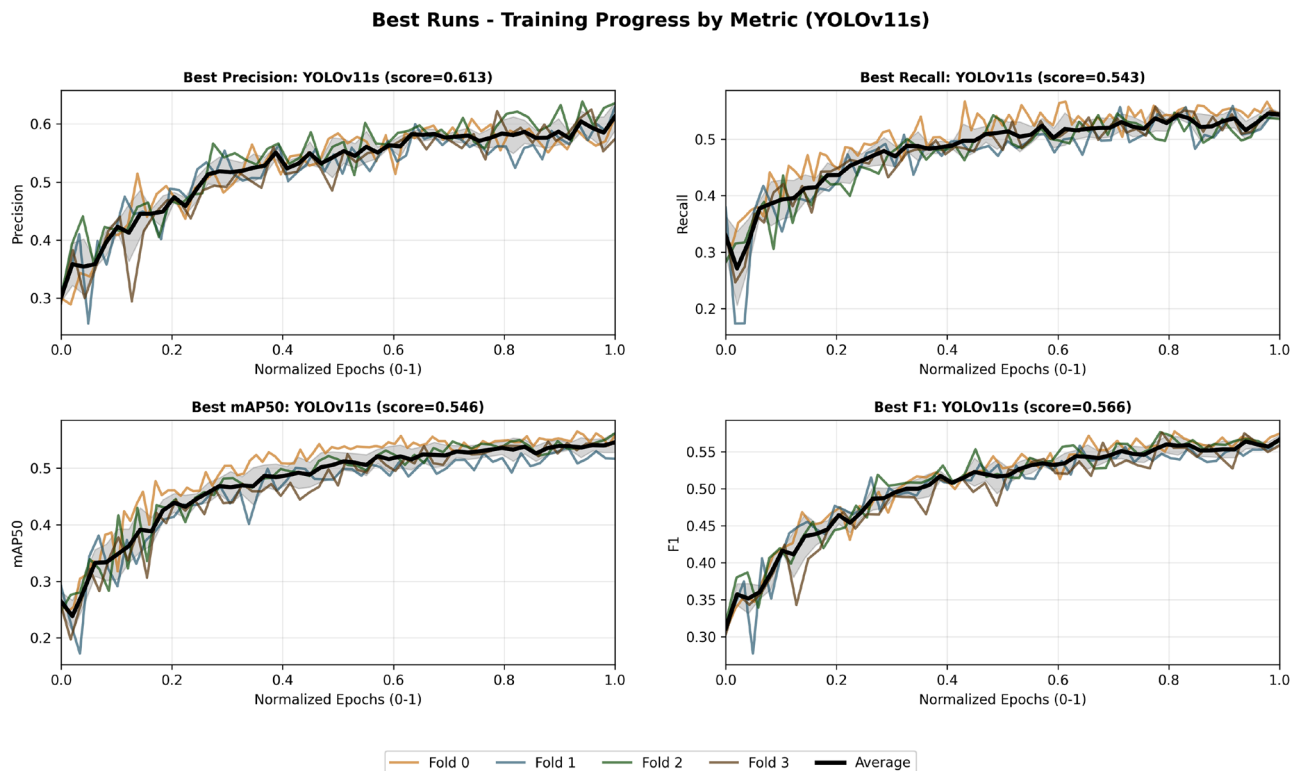 Best Runs - Training Progress by Metric (YOLOv11s)
Best Precision: YOLOv11s (score=0.613)
Precision
0.6
0.5
0.4
0.3
0.0 0.2 0.4 0.6 0.8 1.0
Normalized Epochs (0-1)
Best Recall: YOLOv11s (score=0.543)
Recall
0.5
0.4
0.3
0.2
0.0 0.2 0.4 0.6 0.8 1.0
Normalized Epochs (0-1)
Best mAP50: YOLOv11s (score=0.546)
mAP50
0.5
0.4
0.3
0.2
0.0 0.2 0.4 0.6 0.8 1.0
Normalized Epochs (0-1)
Best F1: YOLOv11s (score=0.566)
F1
0.55
0.50
0.45
0.40
0.35
0.30
0.0 0.2 0.4 0.6 0.8 1.0
Normalized Epochs (0-1)
Fold 0 Fold 1 Fold 2 Fold 3 Average